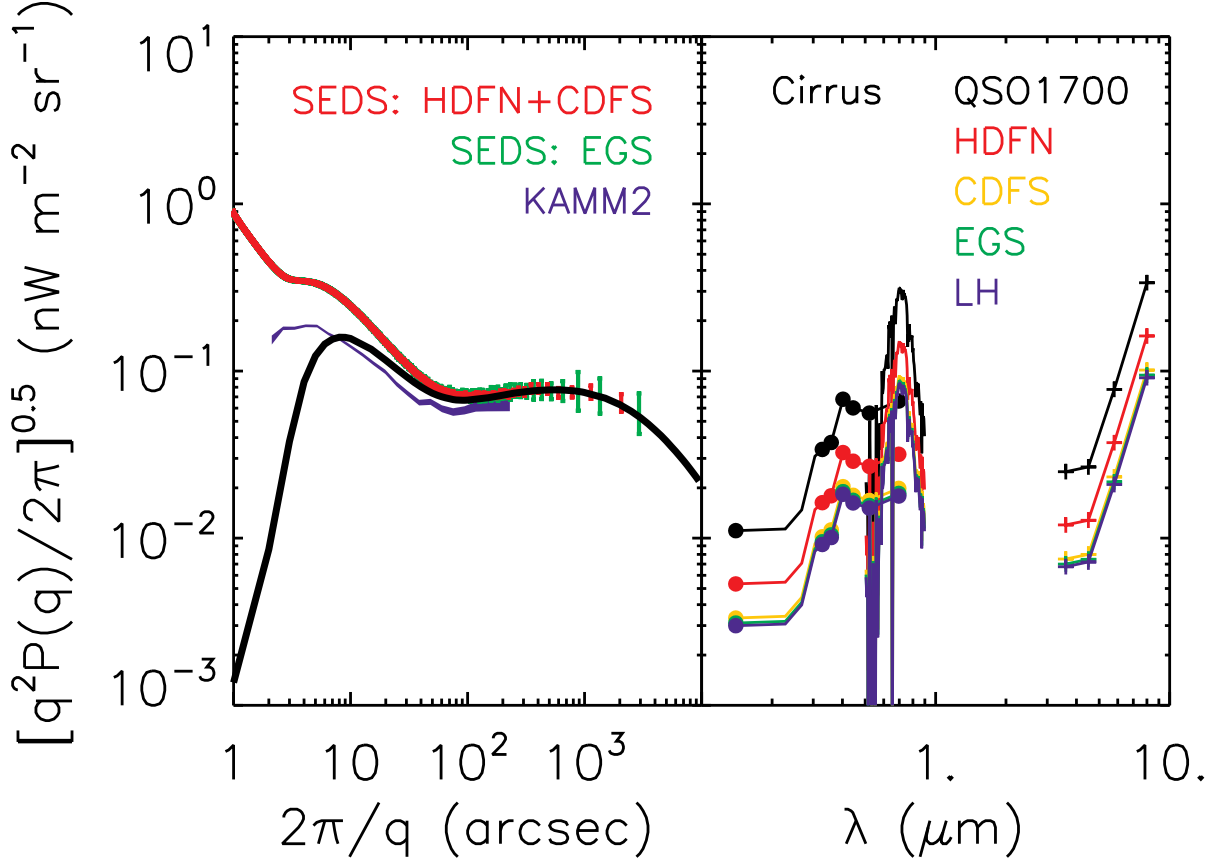 [q²P(q)/2π]⁰·⁵ (nW m⁻² sr⁻¹)
10¹
10⁰
10⁻¹
10⁻²
10⁻³
SEDS: HDFN+CDFS
SEDS: EGS
KAMM2
1
10
10²
10³
2π/q (arcsec)
Cirrus
QSO1700
HDFN
CDFS
EGS
LH
1.
10.
λ (μm)